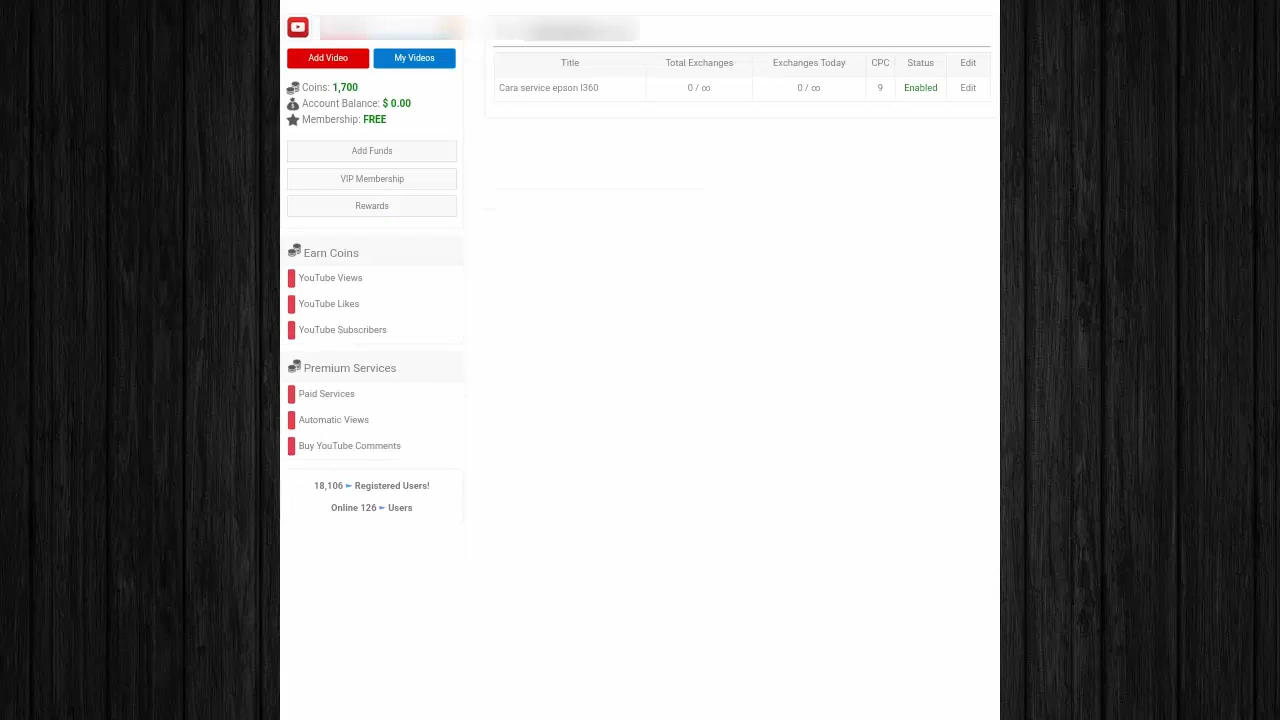 Add Video My Videos
Coins: 1,700
Account Balance: $ 0.00
Membership: FREE
Add Funds
VIP Membership
Rewards
Earn Coins
YouTube Views
YouTube Likes
YouTube Subscribers
Premium Services
Paid Services
Automatic Views
Buy YouTube Comments
18,106 ► Registered Users!
Online 126 ► Users
Title Total Exchanges Exchanges Today CPC Status Edit
Cara service epson l360 0 / ∞ 0 / ∞ 9 Enabled Edit